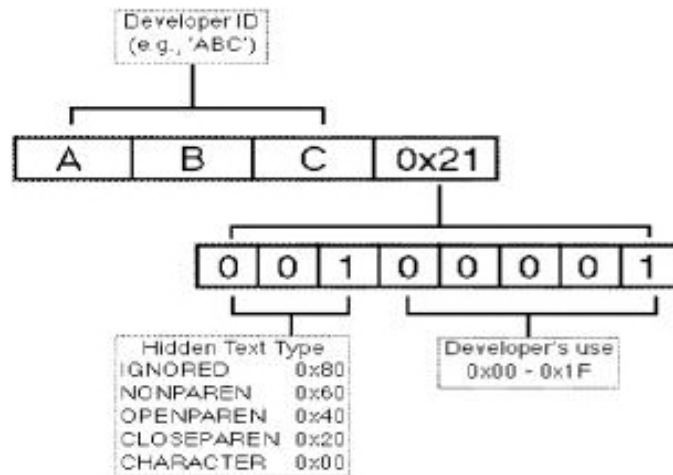 Developer ID
(e.g., 'ABC')
A B C 0x21
0 0 1 0 0 0 0 1
Hidden Text Type
IGNORED 0x80
NONPAREN 0x60
OPENPAREN 0x40
CLOSEPAREN 0x20
CHARACTER 0x00
Developer's use
0x00 - 0x1F